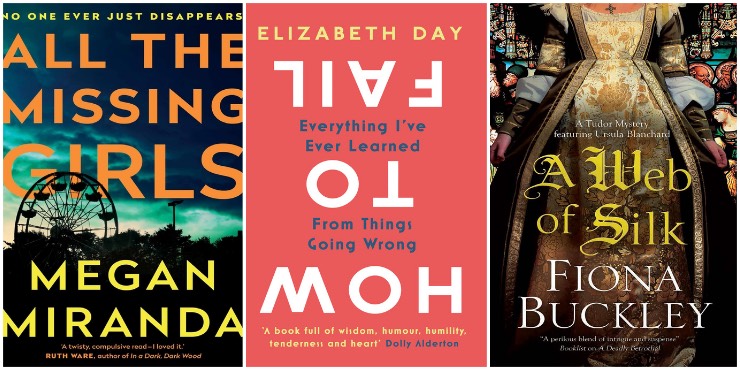 NO ONE EVER JUST DISAPPEARS
ALL THE
MISSING
GIRLS
MEGAN
MIRANDA
'A twisty, compulsive read – I loved it.'
RUTH WARE, author of In a Dark, Dark Wood
ELIZABETH DAY
FAIL
Everything I've
Ever Learned
TO
From Things
Going Wrong
HOW
'A book full of wisdom, humour, humility,
tenderness and heart' Dolly Alderton
A Tudor Mystery
featuring Ursula Blanchard
A Web
of Silk
FIONA
BUCKLEY
"A perilous blend of intrigue and suspense"
Booklist on A Deadly Betrothal